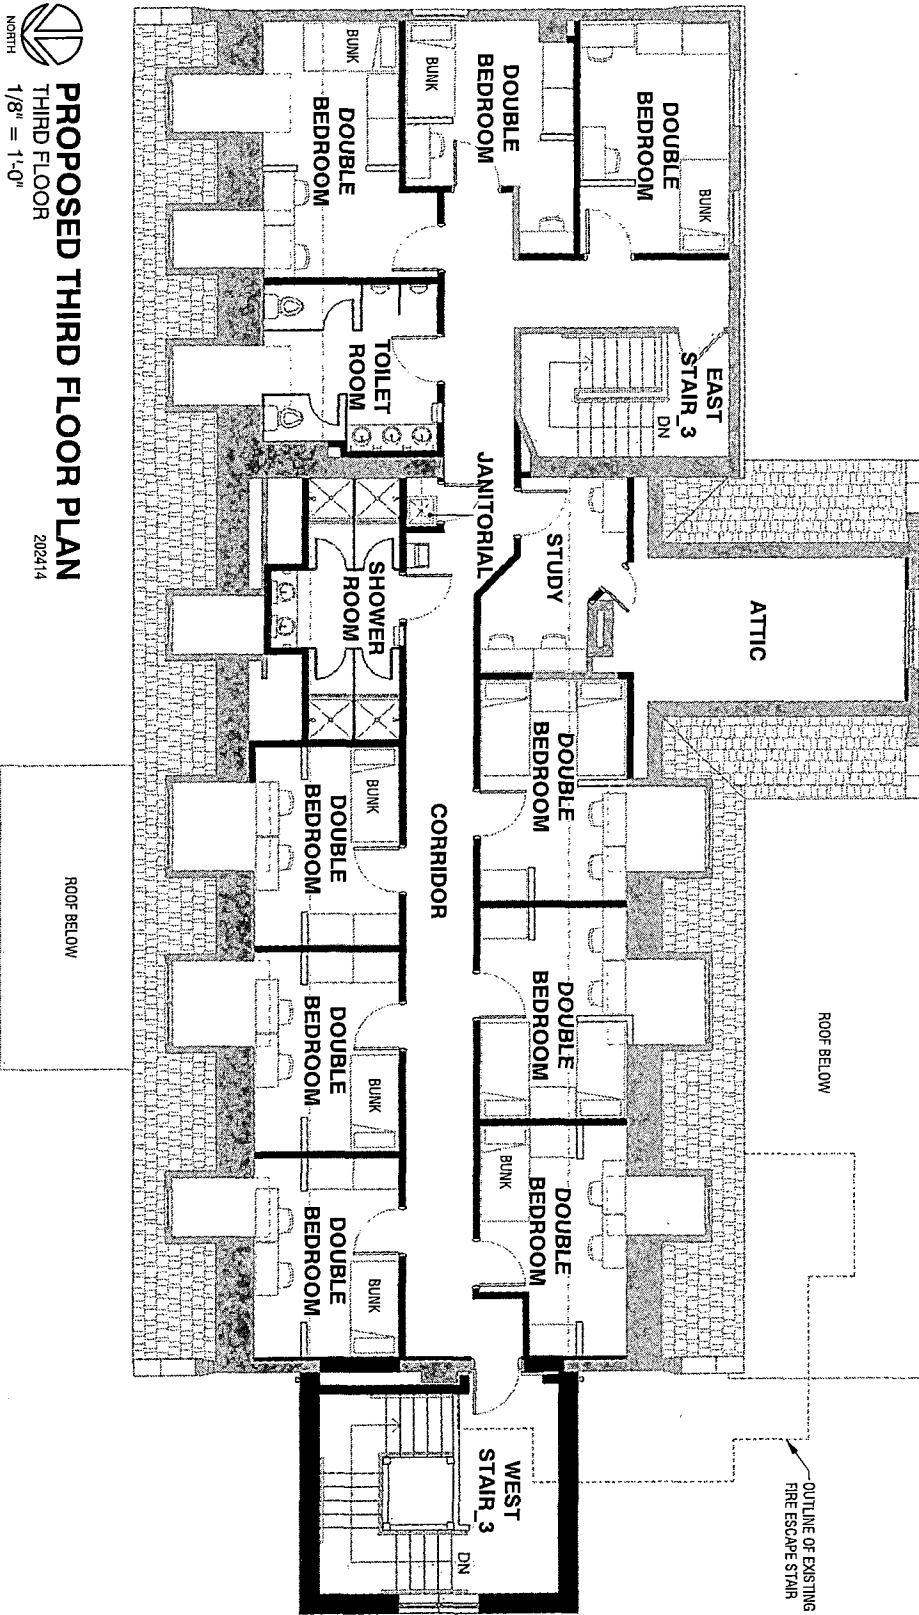 BUNK
DOUBLE
BEDROOM
BUNK
DOUBLE
BEDROOM
DOUBLE
BEDROOM
BUNK
TOILET
ROOM
EAST
STAIR_3
DN
JANITORIAL
STUDY
SHOWER
ROOM
ATTIC
DOUBLE
BEDROOM
BUNK
DOUBLE
BEDROOM
CORRIDOR
DOUBLE
BEDROOM
DOUBLE
BEDROOM
BUNK
BUNK
DOUBLE
BEDROOM
DOUBLE
BEDROOM
BUNK
WEST
STAIR_3
DN
ROOF BELOW
ROOF BELOW
OUTLINE OF EXISTING
FIRE ESCAPE STAIR
NORTH
PROPOSED THIRD FLOOR PLAN
202414
THIRD FLOOR
1/8" = 1'-0"